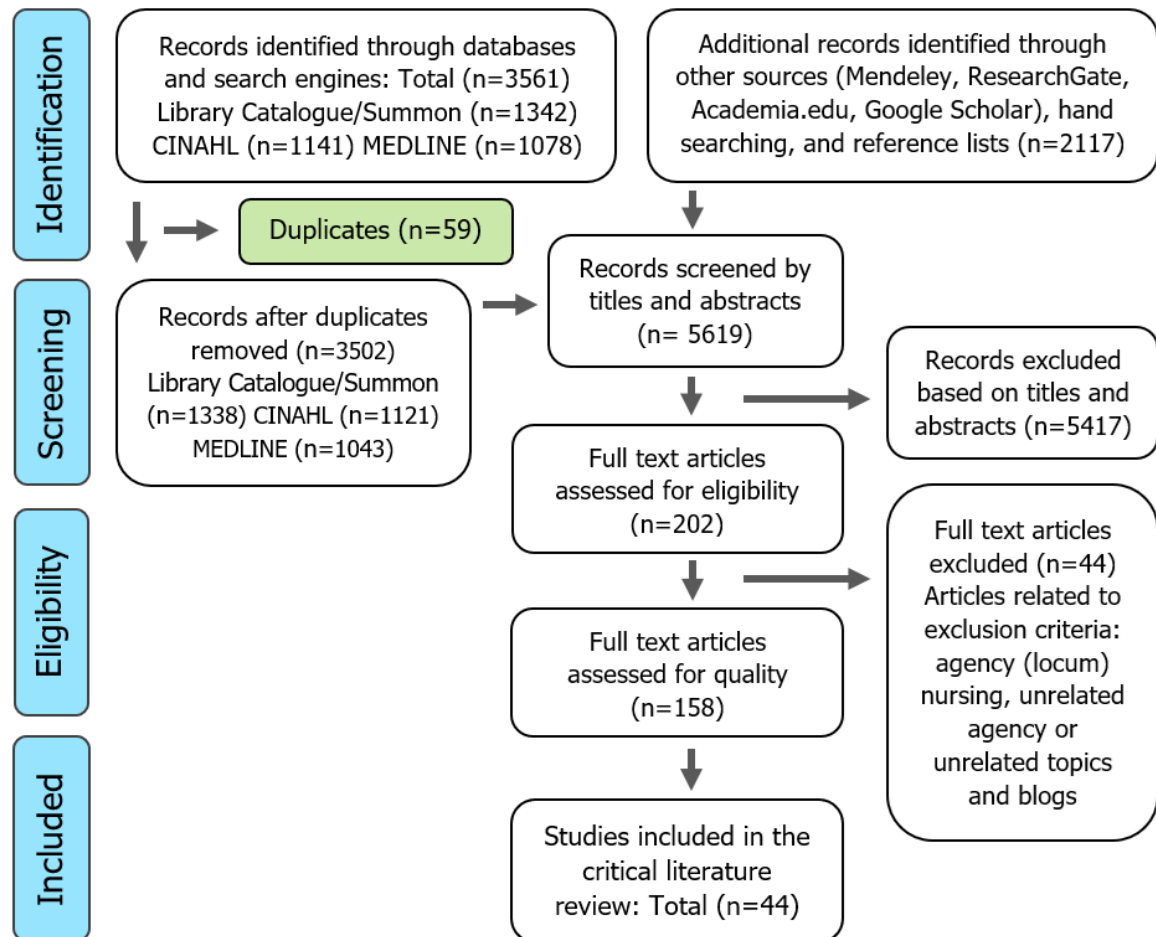 Identification
Records identified through databases
and search engines: Total (n=3561)
Library Catalogue/Summon (n=1342)
CINAHL (n=1141) MEDLINE (n=1078)
Additional records identified through
other sources (Mendeley, ResearchGate,
Academia.edu, Google Scholar), hand
searching, and reference lists (n=2117)
Duplicates (n=59)
Screening
Records after duplicates
removed (n=3502)
Library Catalogue/Summon
(n=1338) CINAHL (n=1121)
MEDLINE (n=1043)
Records screened by
titles and abstracts
(n= 5619)
Records excluded
based on titles and
abstracts (n=5417)
Full text articles
assessed for eligibility
(n=202)
Eligibility
Full text articles
excluded (n=44)
Articles related to
exclusion criteria:
agency (locum)
nursing, unrelated
agency or
unrelated topics
and blogs
Full text articles
assessed for quality
(n=158)
Included
Studies included in the
critical literature
review: Total (n=44)